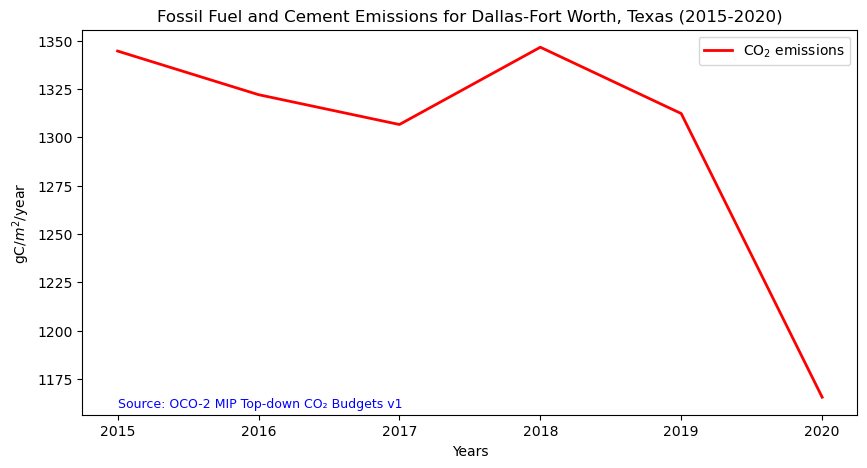 Fossil Fuel and Cement Emissions for Dallas-Fort Worth, Texas (2015-2020)
CO₂ emissions
gC/m²/year
1350
1325
1300
1275
1250
1225
1200
1175
Source: OCO-2 MIP Top-down CO₂ Budgets v1
2015 2016 2017 2018 2019 2020
Years